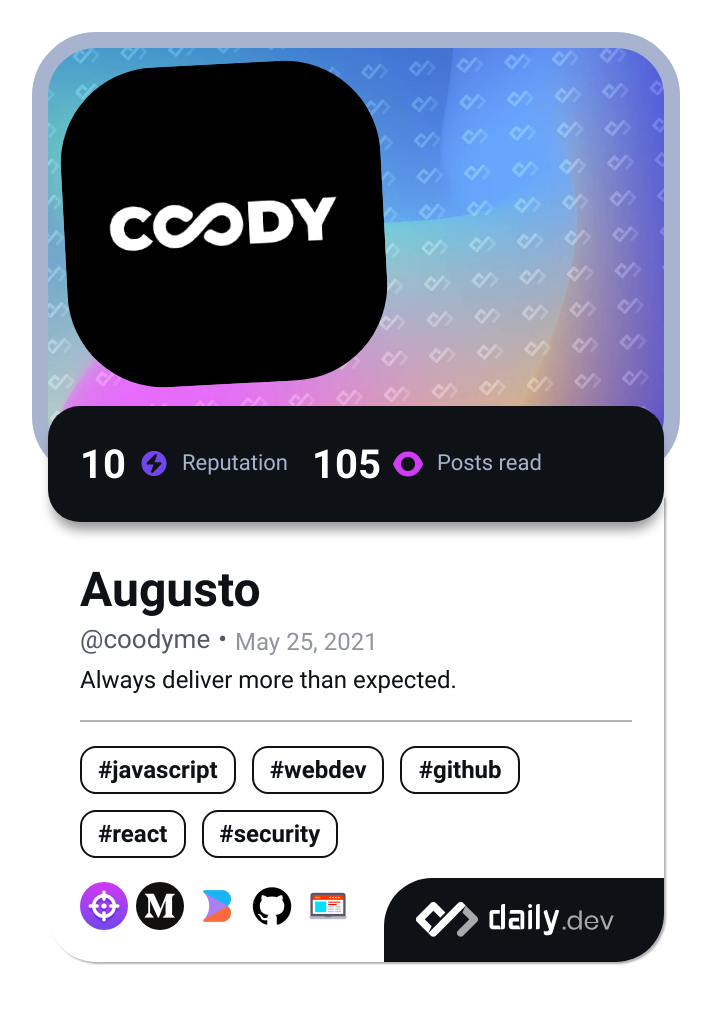 COODY
10 Reputation 105 Posts read
Augusto
@coodyme • May 25, 2021
Always deliver more than expected.
#javascript #webdev #github
#react #security
M
daily.dev